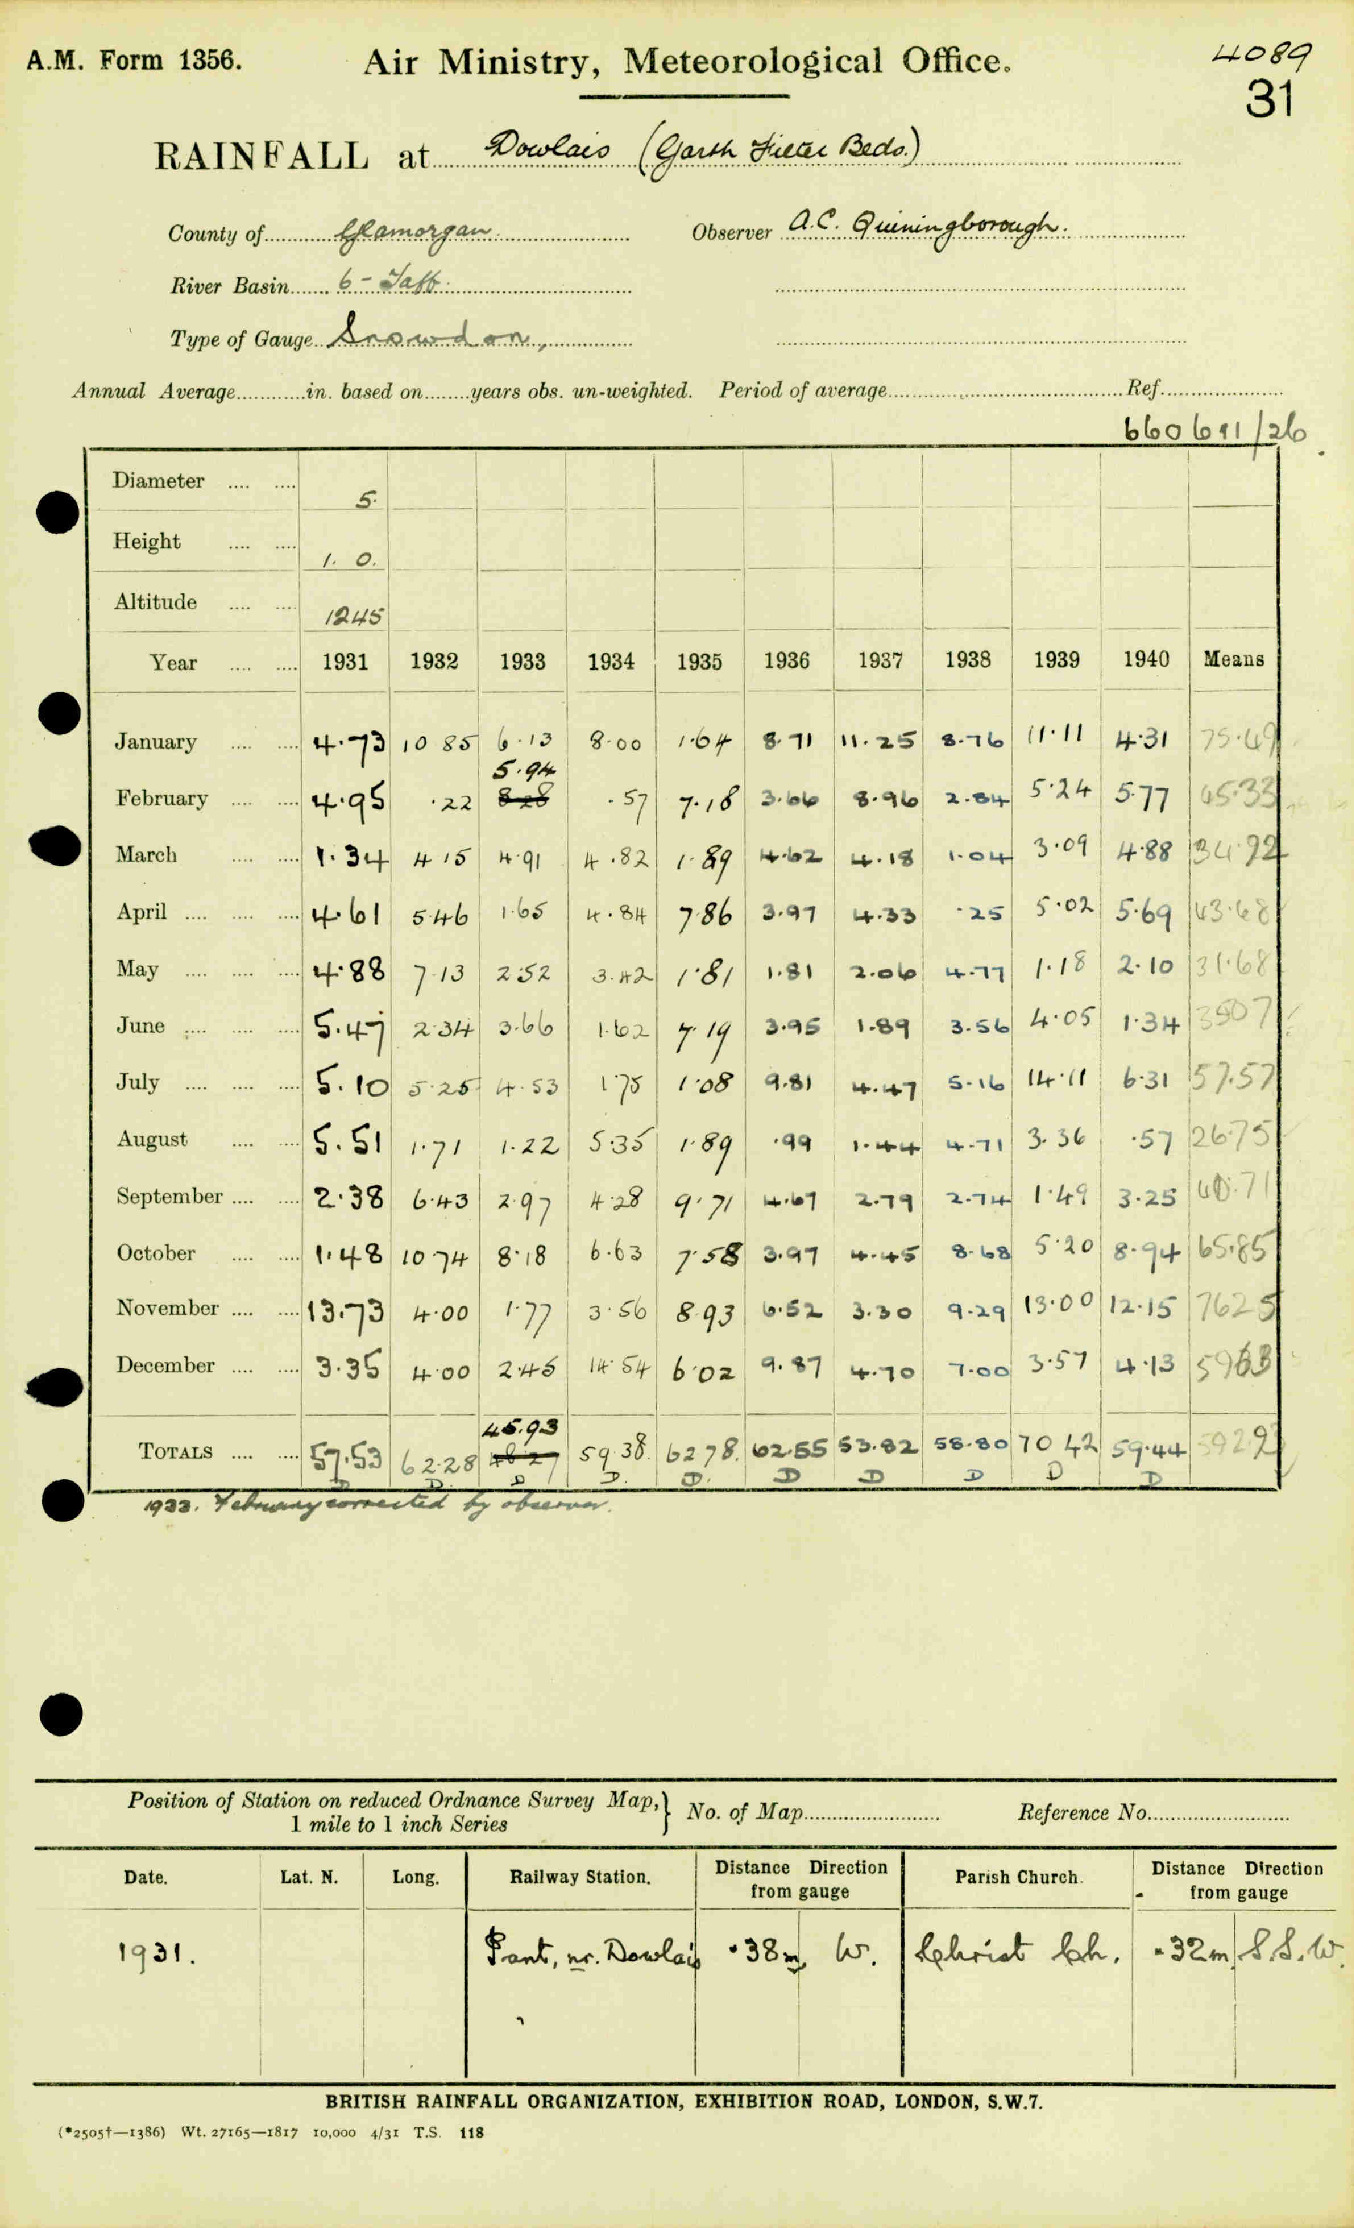 A.M. Form 1356.
Air Ministry, Meteorological Office.
4089
31
RAINFALL at Dowlais (Garth Filter Beds.)
County of Glamorgan. Observer A.C. Quiningborough.
River Basin 6 - Taff.
Type of Gauge Snowdon,
Annual Average in. based on years obs. un-weighted. Period of average Ref.
660 691/26
Diameter 5.
Height 1. 0.
Altitude 1245
Year 1931 1932 1933 1934 1935 1936 1937 1938 1939 1940 Means
January 4.73 10 85 6.13 8.00 1.64 8.71 11.25 8.76 11.11 4.31 75.49
5.94
February 4.95 .22 8.28 .57 7.18 3.66 8.96 2.84 5.24 5.77 45.33
March 1.34 4 15 4.91 4.82 1.89 4.62 4.18 1.04 3.09 4.88 34.92
April 4.61 5.46 1.65 4.84 7.86 3.97 4.33 .25 5.02 5.69 43.68
May 4.88 7.13 2.52 3.42 1.81 1.81 2.06 4.77 1.18 2.10 31.68
June 5.47 2.34 3.66 1.62 7.19 3.95 1.89 3.56 4.05 1.34 3507
July 5.10 5.25 4.53 1.75 1.08 9.81 4.47 5.16 14.11 6.31 57.57
August 5.51 1.71 1.22 5.35 1.89 .99 1.44 4.71 3.36 .57 26.75
September 2.38 6.43 2.97 4.28 9.71 4.67 2.79 2.74 1.49 3.25 40.71
October 1.48 10 74 8.18 6.63 7.58 3.97 4.45 8.68 5.20 8.94 65.85
November 13.73 4.00 1.77 3.56 8.93 6.52 3.30 9.29 13.00 12.15 7625
December 3.35 4.00 2.45 14 54 6.02 9.87 4.70 7.00 3.57 4.13 5963
45.93
TOTALS 57.53 62.28 48 27 59.38. 62 78. 62.55 53.82 58.80 70 42 59.44 5929
D D. D D. D. D D D D D
1933. February corrected by observer.
Position of Station on reduced Ordnance Survey Map, No. of Map Reference No.
1 mile to 1 inch Series
Date. Lat. N. Long. Railway Station. Distance Direction from gauge Parish Church. Distance Direction from gauge
1931. Pant, nr. Dowlais .38m W. Christ Ch. .32m. S.S.W.
BRITISH RAINFALL ORGANIZATION, EXHIBITION ROAD, LONDON, S.W.7.
(*2505†—1386) Wt. 27165—1817 10,000 4/31 T.S. 118